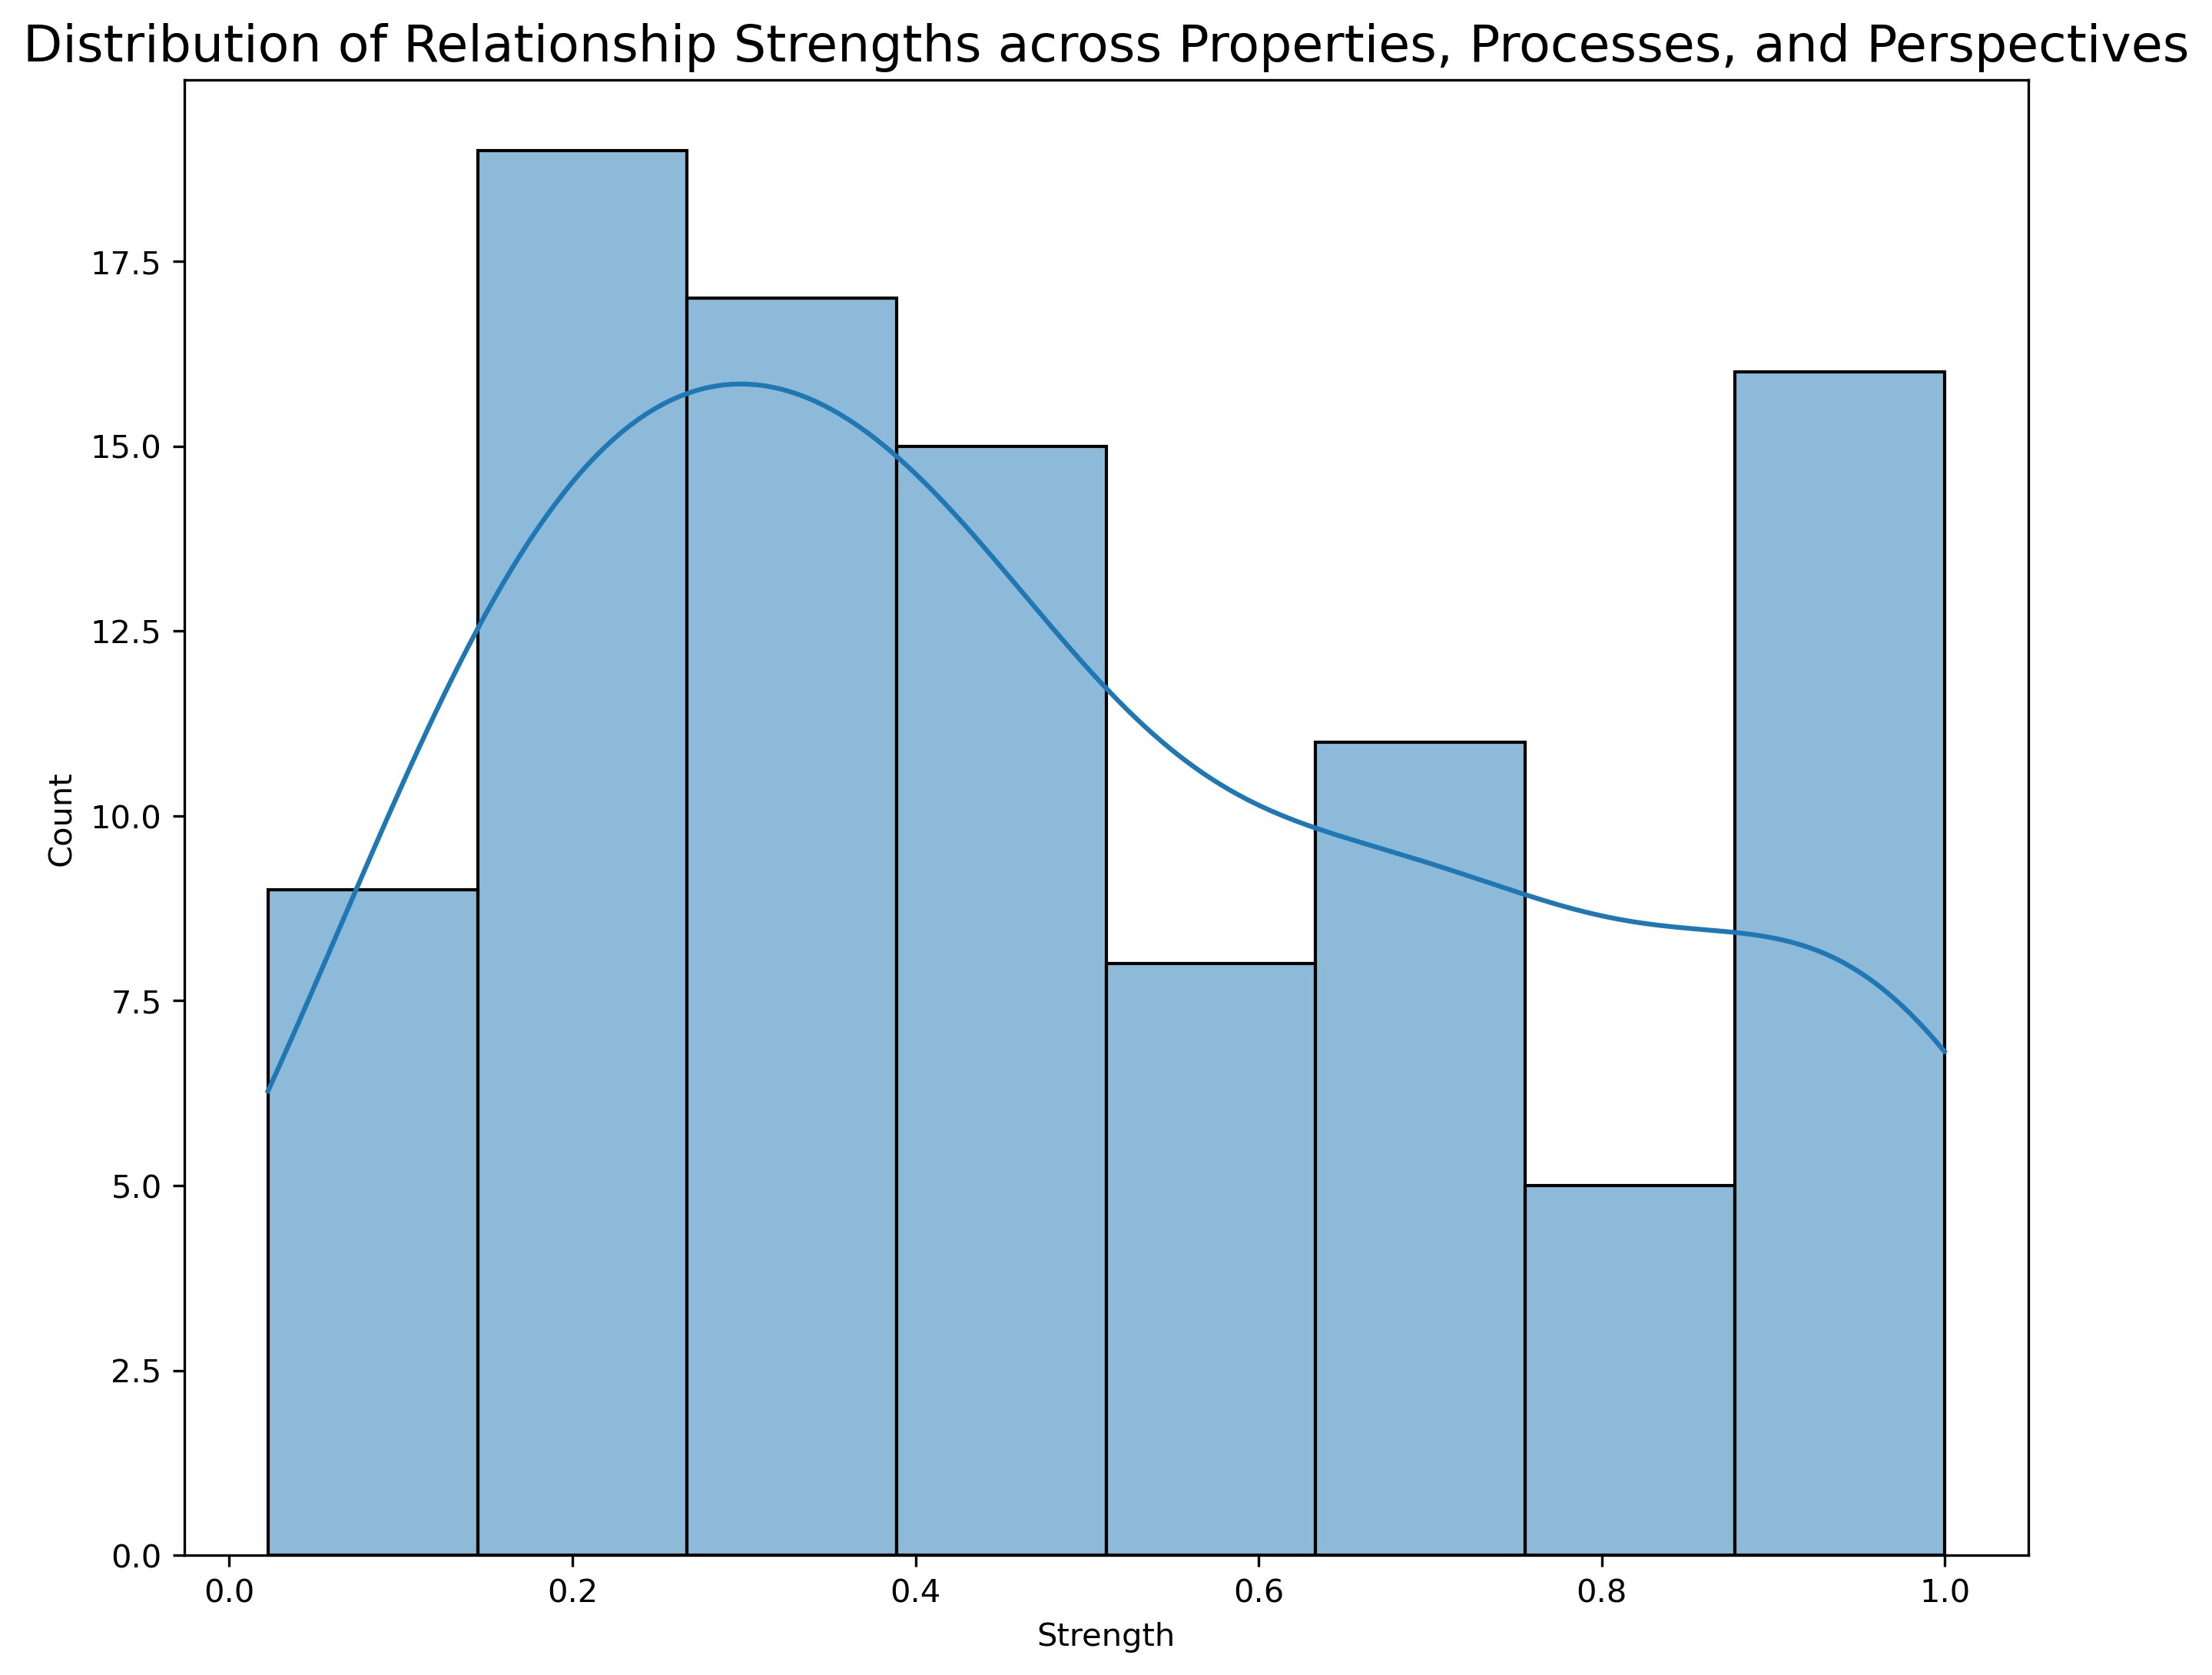 Distribution of Relationship Strengths across Properties, Processes, and Perspectives
17.5
15.0
12.5
10.0
7.5
5.0
2.5
0.0
Count
0.0 0.2 0.4 0.6 0.8 1.0
Strength